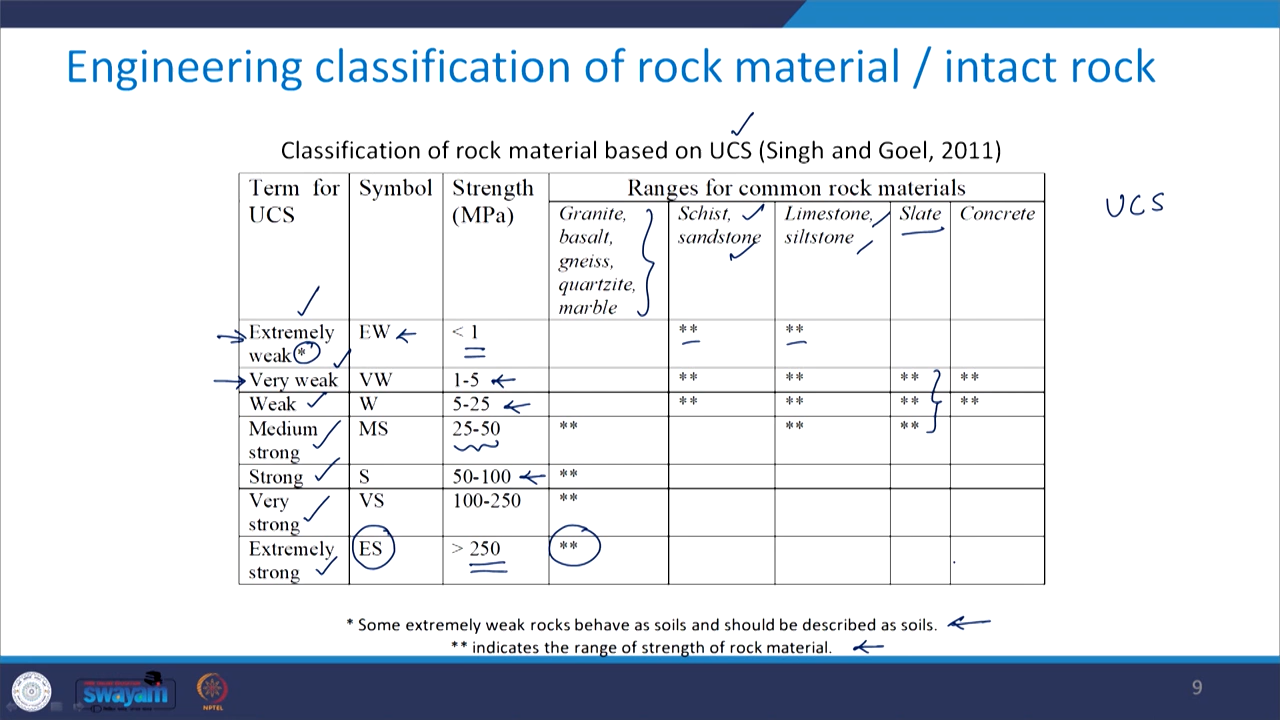 Engineering classification of rock material / intact rock
Classification of rock material based on UCS (Singh and Goel, 2011)
Term for UCS Symbol Strength (MPa) Ranges for common rock materials
Granite, basalt, gneiss, quartzite, marble Schist, sandstone Limestone, siltstone Slate Concrete
UCS
Extremely weak* EW < 1 ** **
Very weak VW 1-5 ** ** ** **
Weak W 5-25 ** ** ** **
Medium strong MS 25-50 ** ** **
Strong S 50-100 **
Very strong VS 100-250 **
Extremely strong ES > 250 **
* Some extremely weak rocks behave as soils and should be described as soils.
** indicates the range of strength of rock material.
swayam
NPTEL
9